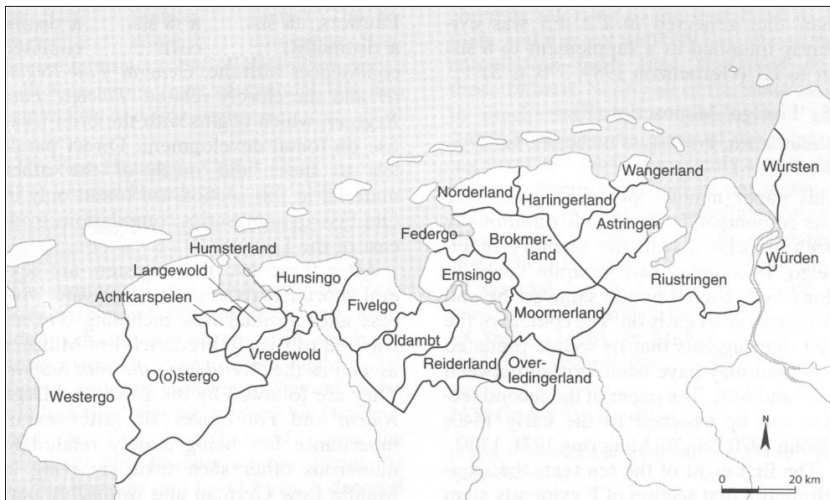 Wangerland
Wursten
Norderland
Harlingerland
Astringen
Federgo
Brokmer-
land
Humsterland
Würden
Langewold
Hunsingo
Emsingo
Riustringen
Achtkarspelen
Fivelgo
Moormerland
Oldambt
Vredewold
Reiderland
Over-
ledingerland
(o)stergo
Westergo
N
0
20 km